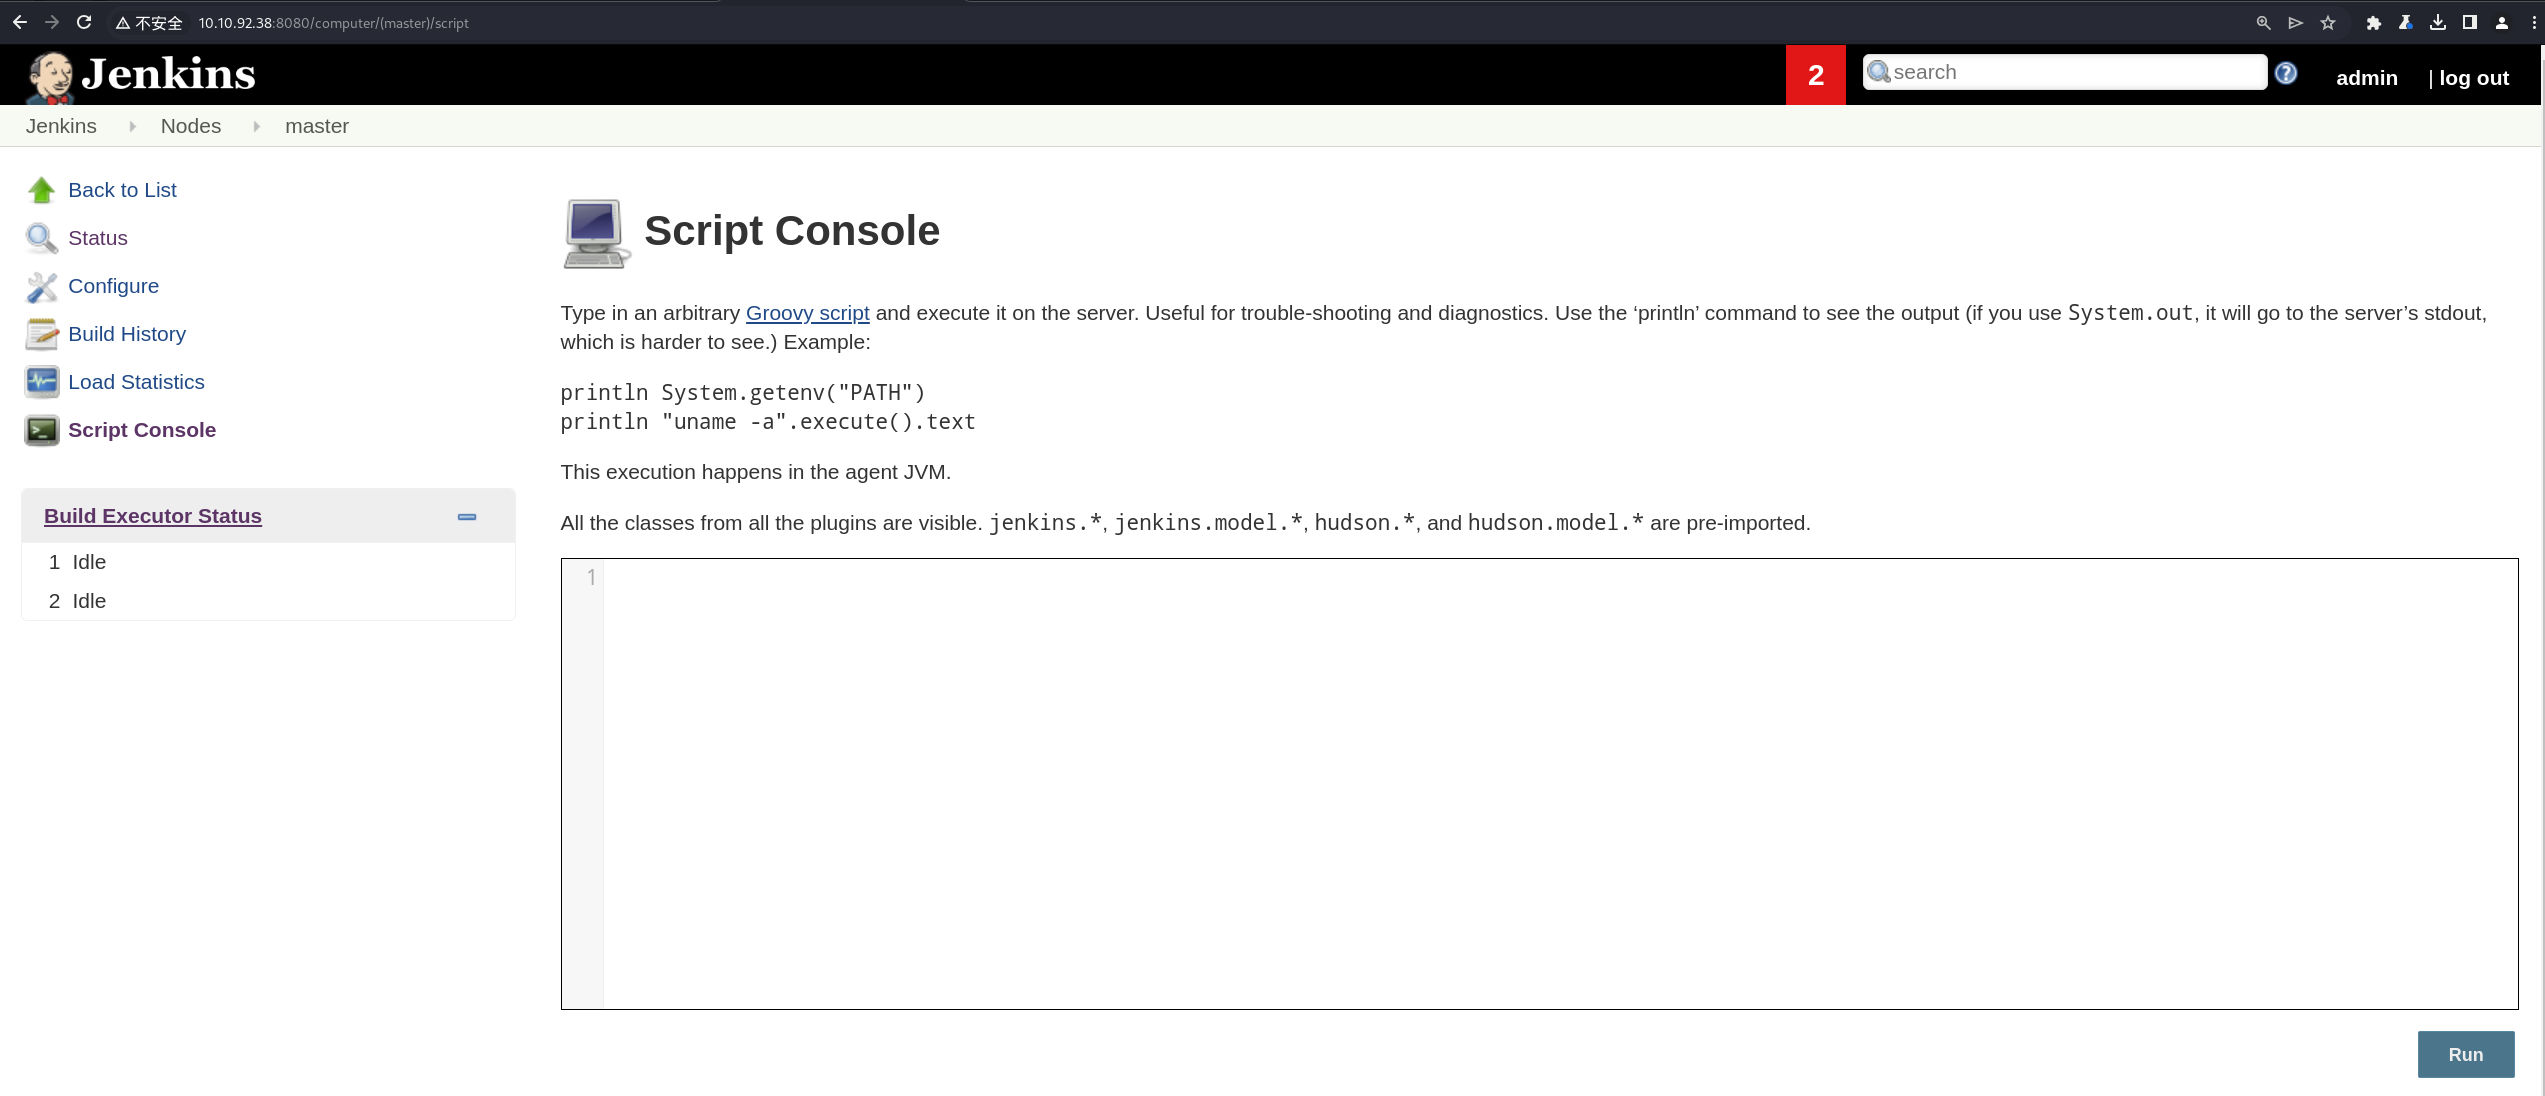 不安全 10.10.92.38:8080/computer/(master)/script
Jenkins
2
search
admin
| log out
Jenkins
Nodes
master
Back to List
Status
Configure
Build History
Load Statistics
Script Console
Build Executor Status
1 Idle
2 Idle
Script Console
Type in an arbitrary Groovy script and execute it on the server. Useful for trouble-shooting and diagnostics. Use the ‘println’ command to see the output (if you use System.out, it will go to the server’s stdout,
which is harder to see.) Example:
println System.getenv("PATH")
println "uname -a".execute().text
This execution happens in the agent JVM.
All the classes from all the plugins are visible. jenkins.*, jenkins.model.*, hudson.*, and hudson.model.* are pre-imported.
1
Run